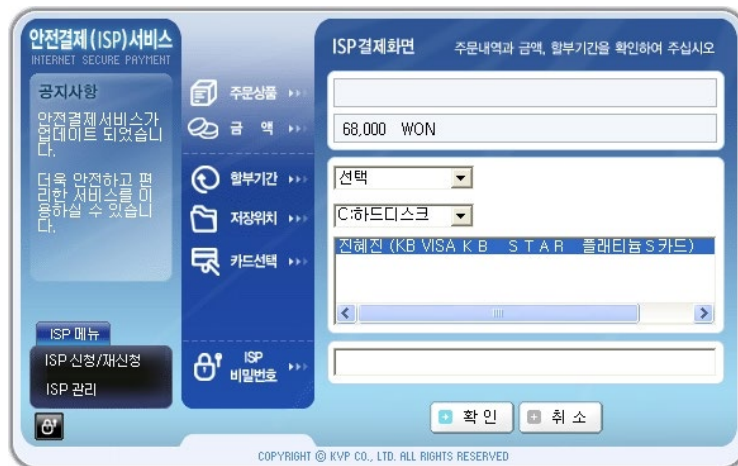 안전결제(ISP)서비스
INTERNET SECURE PAYMENT
공지사항
안전결제서비스가
업데이트 되었습니
다.
더욱 안전하고 편
리한 서비스를 이
용하실 수 있습니
다.
ISP 메뉴
ISP 신청/재신청
ISP 관리
ISP결제화면
주문내역과 금액, 할부기간을 확인하여 주십시오
주문상품
금 액
68,000 WON
할부기간
선택
저장위치
C:하드디스크
카드선택
진혜진 (KB VISA K B S T A R 플래티늄S카드)
ISP
비밀번호
확 인
취 소
COPYRIGHT © KVP CO., LTD. ALL RIGHTS RESERVED